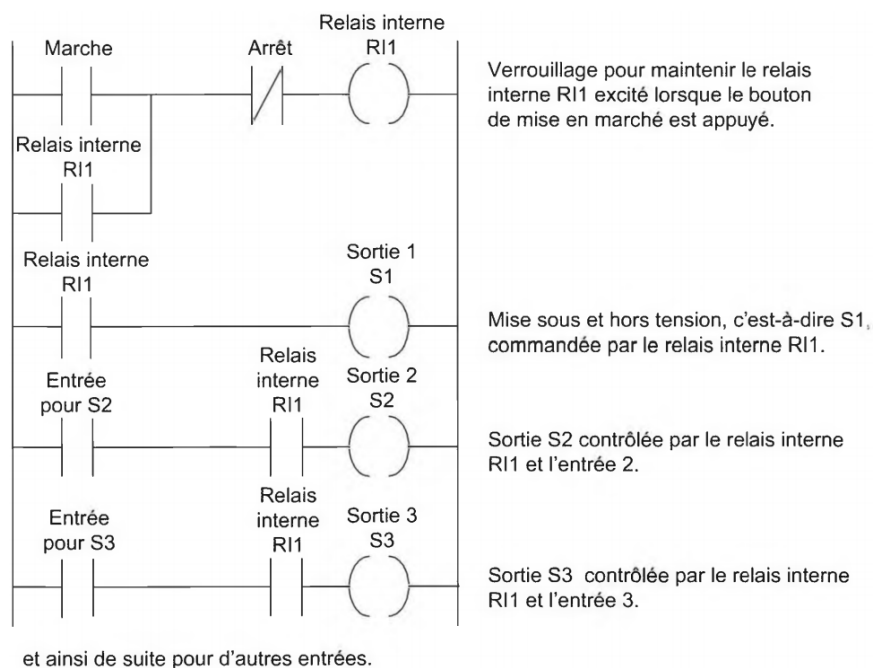 Relais interne
RI1
Marche
Arrêt
Verrouillage pour maintenir le relais
interne RI1 excité lorsque le bouton
de mise en marché est appuyé.
Relais interne
RI1
Relais interne
RI1
Sortie 1
S1
Mise sous et hors tension, c'est-à-dire S1,
commandée par le relais interne RI1.
Entrée
pour S2
Relais
interne
RI1
Sortie 2
S2
Sortie S2 contrôlée par le relais interne
RI1 et l'entrée 2.
Entrée
pour S3
Relais
interne
RI1
Sortie 3
S3
Sortie S3 contrôlée par le relais interne
RI1 et l'entrée 3.
et ainsi de suite pour d'autres entrées.